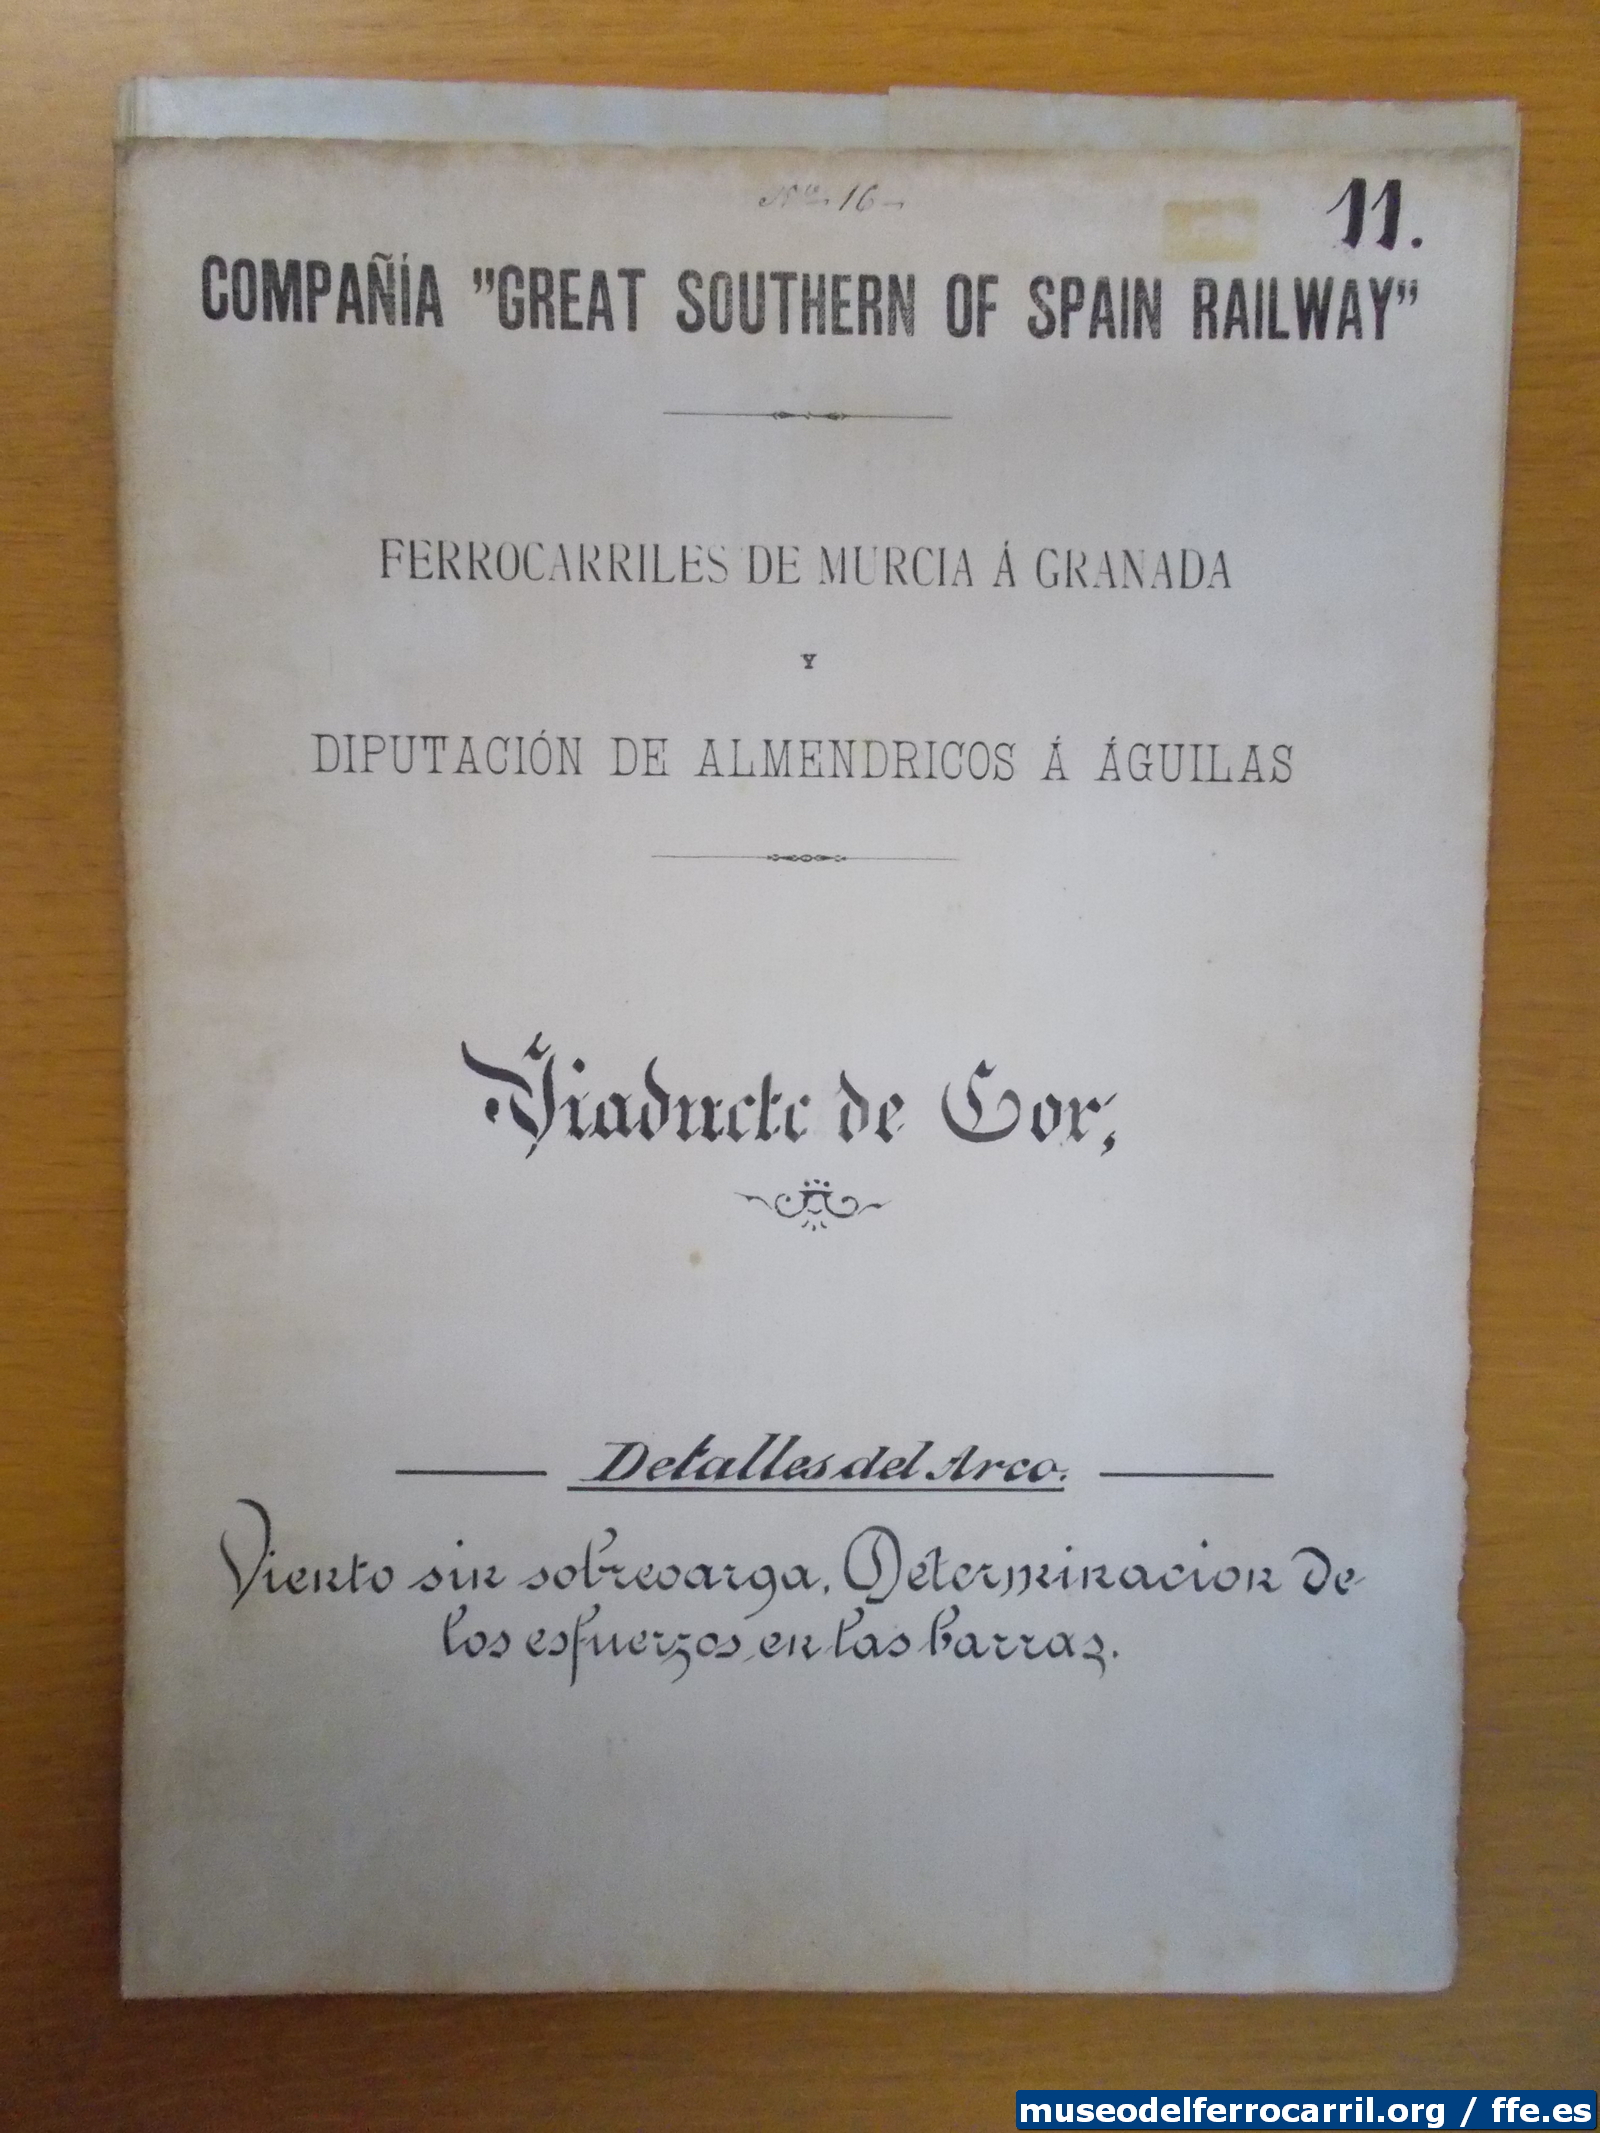 Nº 16
11.
COMPAÑÍA "GREAT SOUTHERN OF SPAIN RAILWAY"
FERROCARRILES DE MURCIA Á GRANADA
Y
DIPUTACIÓN DE ALMENDRICOS Á ÁGUILAS
Viaducto de Gor,
Detalles del Arco.
Viento sin sobrecarga. Determinacion de
los esfuerzos en las barras.
museodelferrocarril.org / ffe.es